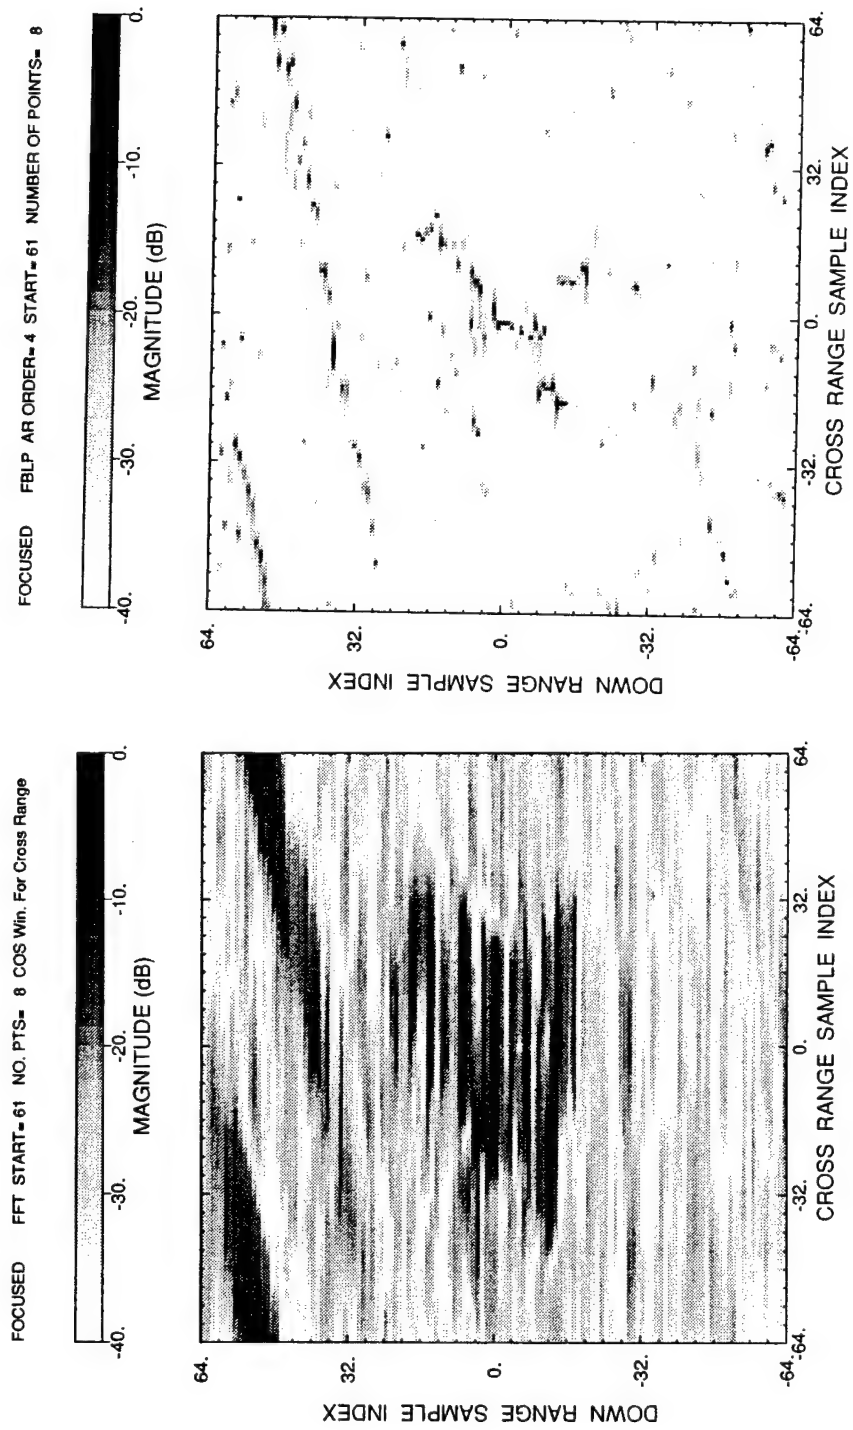 FOCUSED FFT START= 61 NO. PTS= 8 COS Win. For Cross Range
-40. -30. -20. -10. 0.
MAGNITUDE (dB)
64.
32.
0.
-32.
-64.
DOWN RANGE SAMPLE INDEX
-64. -32. 0. 32. 64.
CROSS RANGE SAMPLE INDEX
FOCUSED FBLP AR ORDER= 4 START= 61 NUMBER OF POINTS= 8
-40. -30. -20. -10. 0.
MAGNITUDE (dB)
64.
32.
0.
-32.
-64.
DOWN RANGE SAMPLE INDEX
-64. -32. 0. 32. 64.
CROSS RANGE SAMPLE INDEX